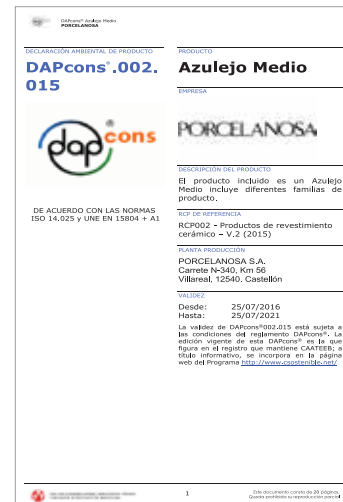 DAPcons® Azulejo Medio
PORCELANOSA
DECLARACIÓN AMBIENTAL DE PRODUCTO
DAPcons®.002.
015
dap cons
DE ACUERDO CON LAS NORMAS
ISO 14.025 y UNE EN 15804 + A1
PRODUCTO
Azulejo Medio
EMPRESA
PORCELANOSA
DESCRIPCIÓN DEL PRODUCTO
El producto incluido es un Azulejo
Medio incluye diferentes familias de
producto.
RCP DE REFERENCIA
RCP002 - Productos de revestimiento
cerámico – V.2 (2015)
PLANTA PRODUCCIÓN
PORCELANOSA S.A.
Carrete N-340, Km 56
Villareal, 12540. Castellón
VALIDEZ
Desde: 25/07/2016
Hasta: 25/07/2021
La validez de DAPcons®002.015 está sujeta a
las condiciones del reglamento DAPcons®. La
edición vigente de esta DAPcons® es la que
figura en el registro que mantiene CAATEEB; a
título informativo, se incorpora en la página
web del Programa http://www.csostenible.net/
1
Este documento consta de 28 páginas.
Queda prohibida su reproducción parcial